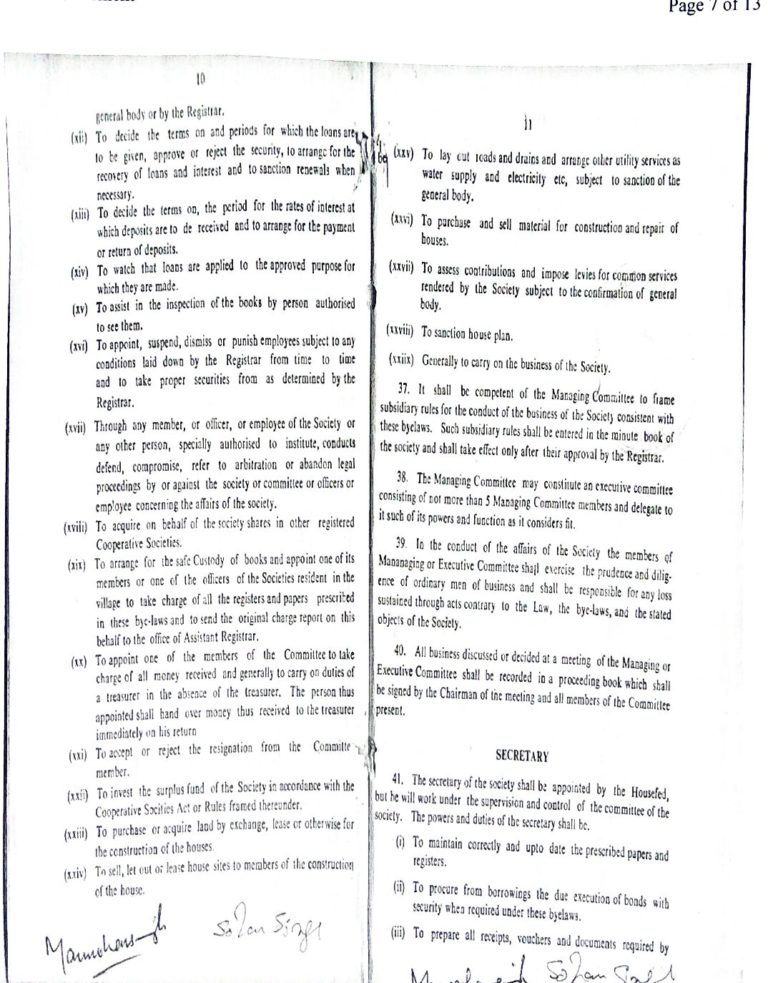 Page 7 of 13
10
general body or by the Registrar.
(xii) To decide the terms on and periods for which the loans are
to be given, approve or reject the security, to arrange for the
recovery of loans and interest and to sanction renewals when
necessary.
(xiii) To decide the terms on, the period for the rates of interest at
which deposits are to de received and to arrange for the payment
or return of deposits.
(xiv) To watch that loans are applied to the approved purpose for
which they are made.
(xv) To assist in the inspection of the books by person authorised
to see them.
(xvi) To appoint, suspend, dismiss or punish employees subject to any
conditions laid down by the Registrar from time to time
and to take proper securities from as determined by the
Registrar.
(xvii) Through any member, or officer, or employee of the Society or
any other person, specially authorised to institute, conducts
defend, compromise, refer to arbitration or abandon legal
proceedings by or against the society or committee or officers or
employee concerning the affairs of the society.
(xviii) To acquire on behalf of the society shares in other registered
Cooperative Societies.
(xix) To arrange for the safe Custody of books and appoint one of its
members or one of the officers of the Societies resident in the
village to take charge of all the registers and papers prescribed
in these bye-laws and to send the original charge report on this
behalf to the office of Assistant Registrar.
(xx) To appoint one of the members of the Committee to take
charge of all money received and generally to carry on duties of
a treasurer in the absence of the treasurer. The person thus
appointed shall hand over money thus received to the treasurer
immediately on his return
(xxi) To accept or reject the resignation from the Committe
member.
(xxii) To invest the surplus fund of the Society in accordance with the
Cooperative Socities Act or Rules framed thereunder.
(xxiii) To purchase or acquire land by exchange, lease or otherwise for
the construction of the houses.
(xxiv) To sell, let out or lease house sites to members of the construction
of the house.
Sohan Singh
11
(xxv) To lay out roads and drains and arrange other utility services as
water supply and electricity etc, subject to sanction of the
general body.
(xxvi) To purchase and sell material for construction and repair of
houses.
(xxvii) To assess contributions and impose levies for common services
rendered by the Society subject to the confirmation of general
body.
(xxviii) To sanction house plan.
(xxiix) Generally to carry on the business of the Society.
37. It shall be competent of the Managing Committee to frame
subsidiary rules for the conduct of the business of the Society consistent with
these byelaws. Such subsidiary rules shall be entered in the minute book of
the society and shall take effect only after their approval by the Registrar.
38. The Managing Committee may constitute an executive committee
consisting of not more than 5 Managing Committee members and delegate to
it such of its powers and function as it considers fit.
39. In the conduct of the affairs of the Society the members of
Mananaging or Executive Committee shall exercise the prudence and dilig-
ence of ordinary men of business and shall be responsible for any loss
sustained through acts contrary to the Law, the bye-laws, and the stated
objects of the Society.
40. All business discussed or decided at a meeting of the Managing or
Executive Committee shall be recorded in a proceeding book which shall
be signed by the Chairman of the meeting and all members of the Committee
present.
SECRETARY
41. The secretary of the society shall be appointed by the Housefed,
but he will work under the supervision and control of the committee of the
society. The powers and duties of the secretary shall be.
(i) To maintain correctly and upto date the prescribed papers and
registers.
(ii) To procure from borrowings the due execution of bonds with
security when required under these byelaws.
(iii) To prepare all receipts, vouchers and documents required by
Sohan Singh